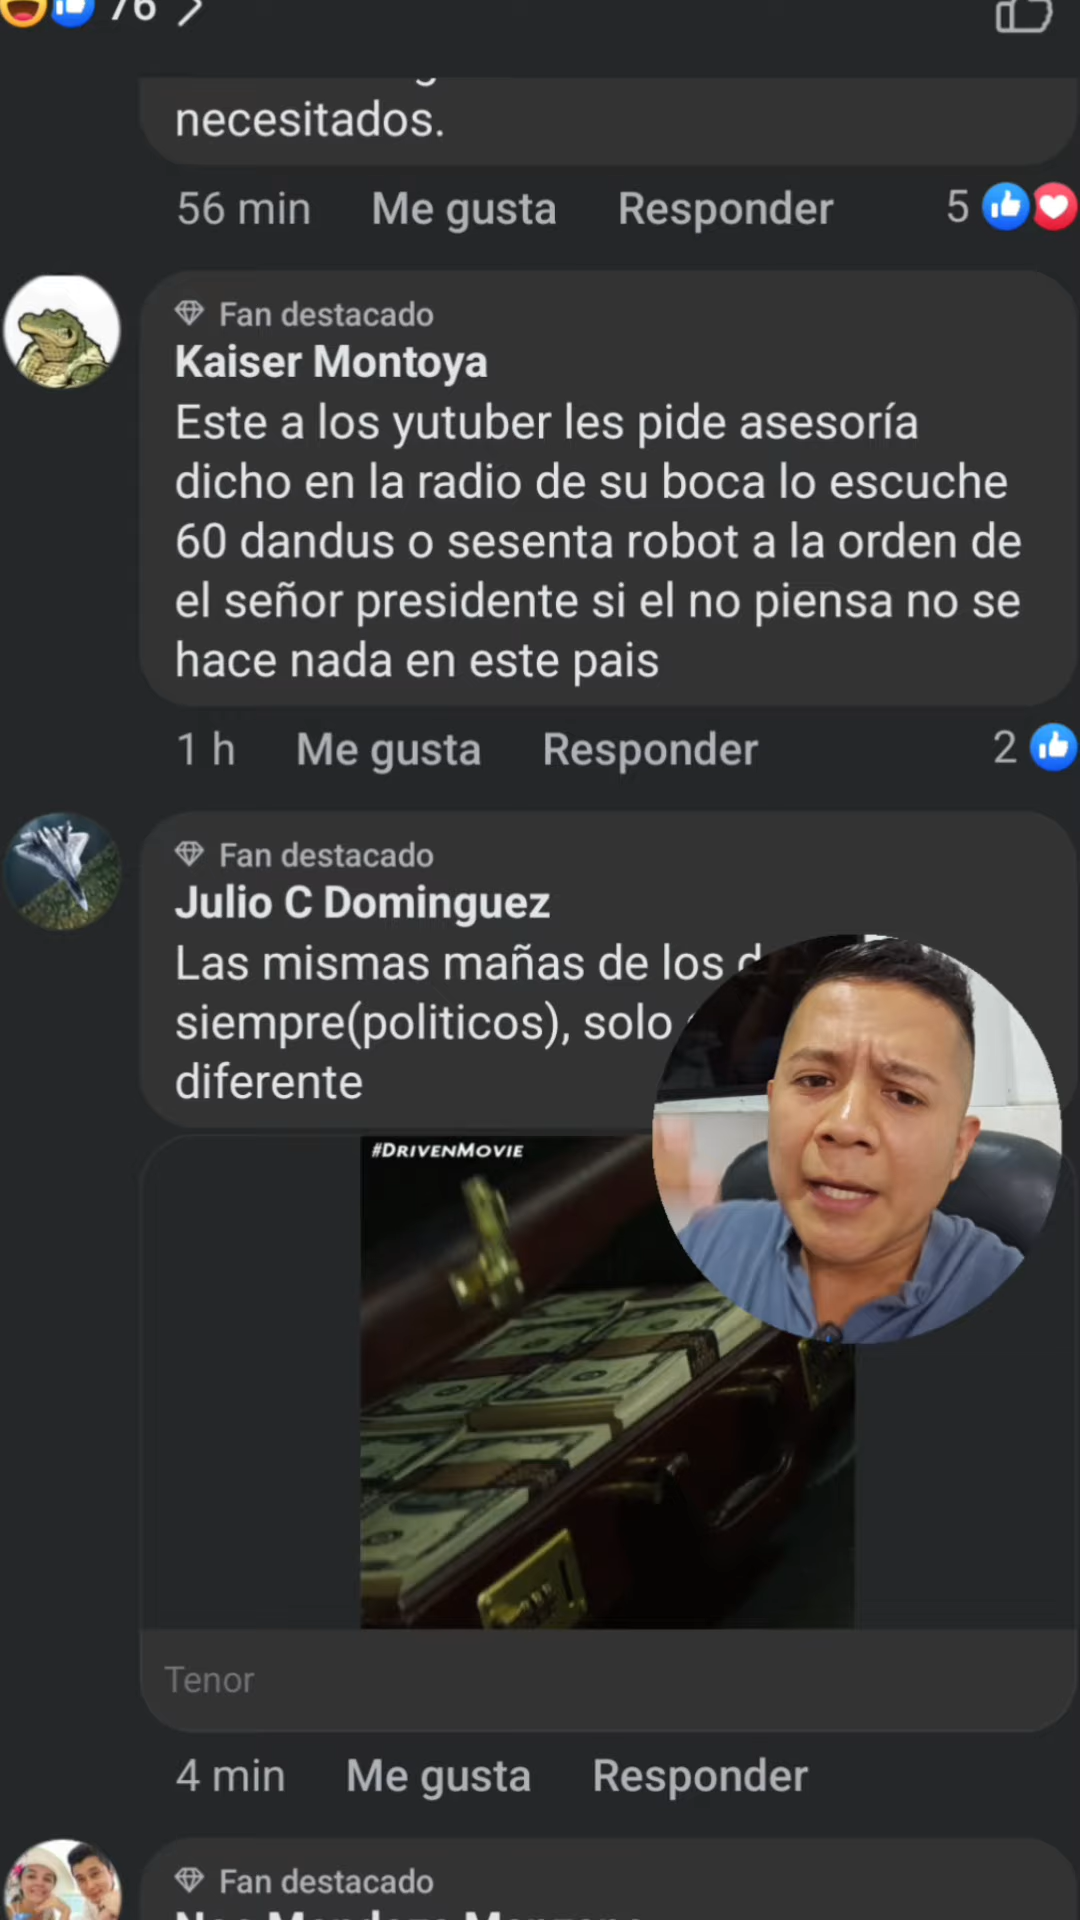 76
necesitados.
56 min Me gusta Responder 5
Fan destacado
Kaiser Montoya
Este a los yutuber les pide asesoría
dicho en la radio de su boca lo escuche
60 dandus o sesenta robot a la orden de
el señor presidente si el no piensa no se
hace nada en este pais
1 h Me gusta Responder 2
Fan destacado
Julio C Dominguez
Las mismas mañas de los
siempre(politicos), solo
diferente
#DRIVENMOVIE
Tenor
4 min Me gusta Responder
Fan destacado